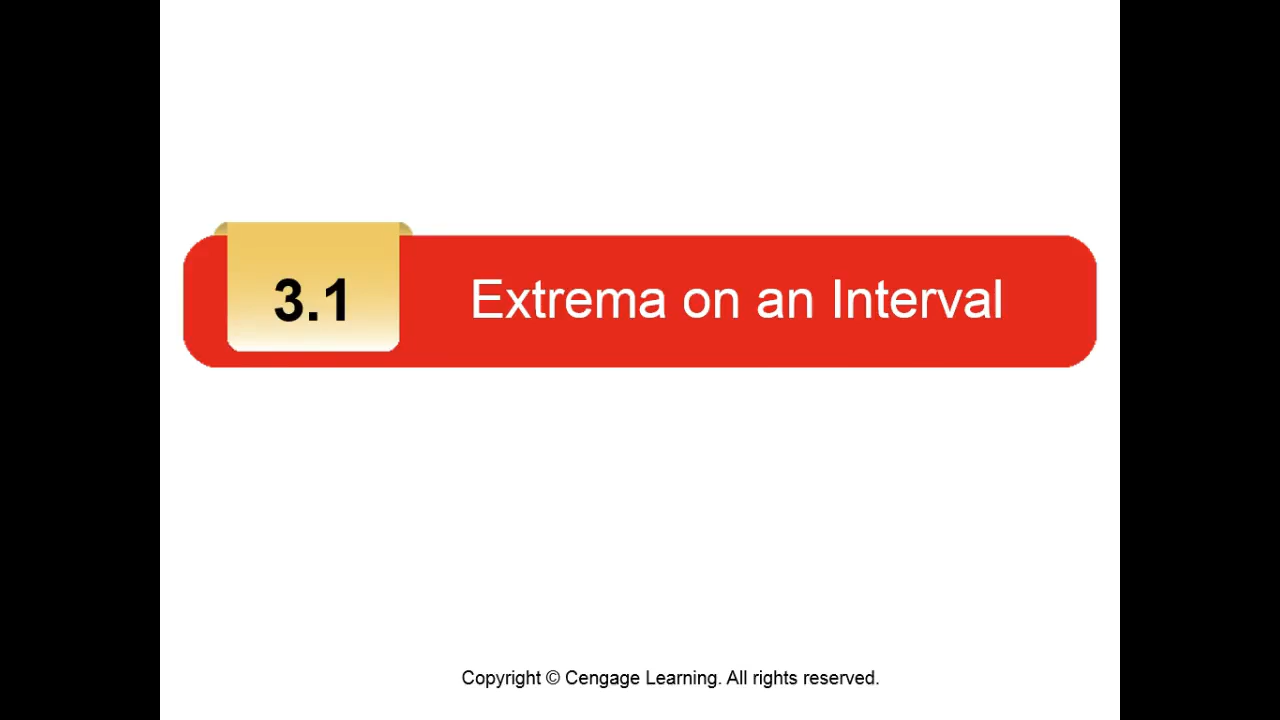 3.1 Extrema on an Interval
Copyright © Cengage Learning. All rights reserved.